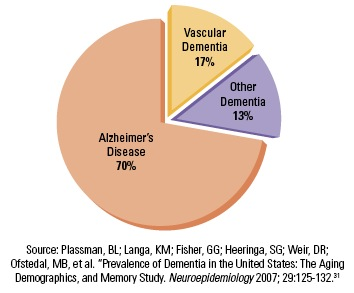 Vascular
Dementia
17%
Other
Dementia
13%
Alzheimer's
Disease
70%
Source: Plassman, BL; Langa, KM; Fisher, GG; Heeringa, SG; Weir, DR;
Ofstedal, MB, et al. "Prevalence of Dementia in the United States: The Aging
Demographics, and Memory Study. Neuroepidemiology 2007; 29:125-132.31